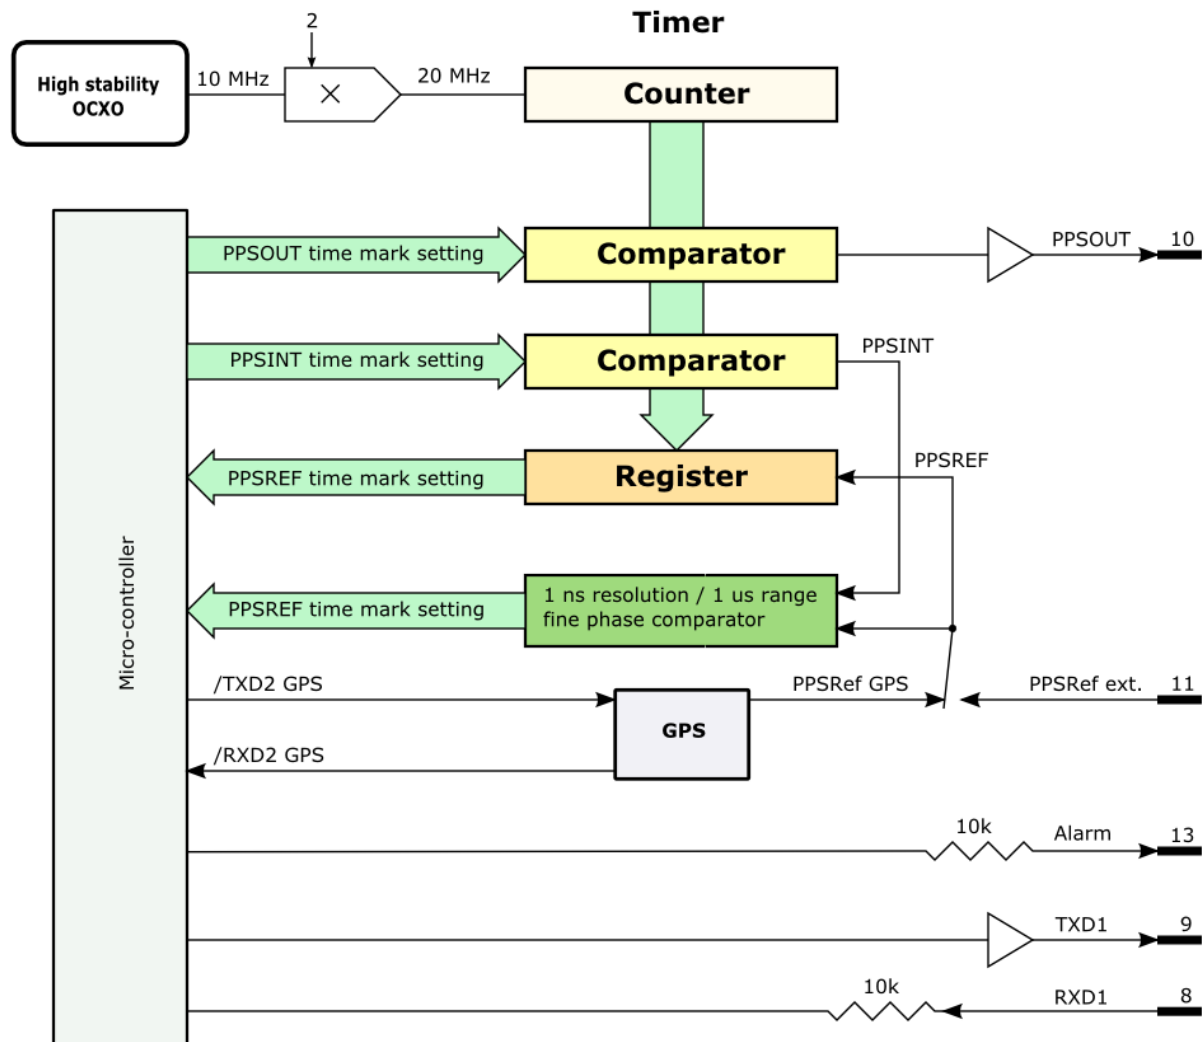 Timer
2
High stability
OCXO
10 MHz
20 MHz
Counter
PPSOUT time mark setting
Comparator
PPSOUT
10
PPSINT time mark setting
Comparator
PPSINT
PPSREF time mark setting
Register
PPSREF
Micro-controller
PPSREF time mark setting
1 ns resolution / 1 us range
fine phase comparator
/TXD2 GPS
PPSRef GPS
PPSRef ext.
11
GPS
/RXD2 GPS
10k
Alarm
13
TXD1
9
10k
RXD1
8